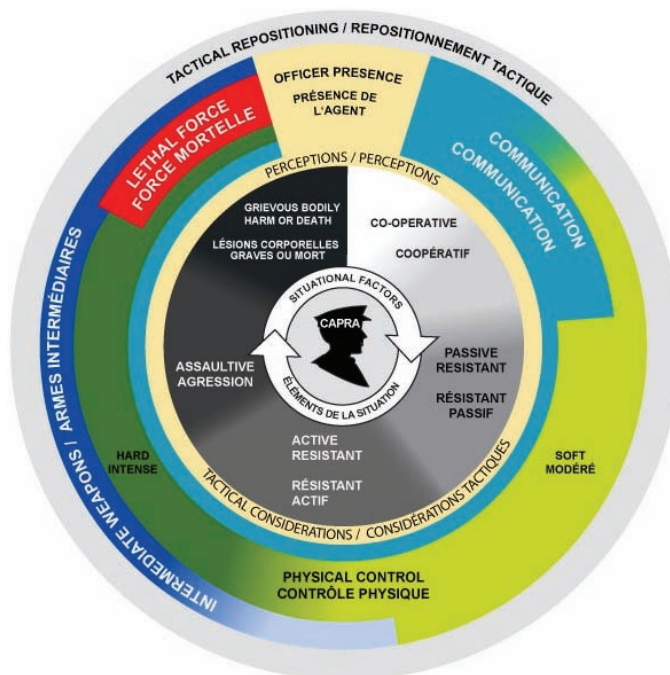 TACTICAL REPOSITIONING / REPOSITIONNEMENT TACTIQUE
OFFICER PRESENCE
PRÉSENCE DE
L'AGENT
LETHAL FORCE
FORCE MORTELLE
COMMUNICATION
COMMUNICATION
PERCEPTIONS / PERCEPTIONS
GRIEVOUS BODILY
HARM OR DEATH
LÉSIONS CORPORELLES
GRAVES OU MORT
CO-OPERATIVE
COOPÉRATIF
SITUATIONAL FACTORS
CAPRA
ÉLÉMENTS DE LA SITUATION
ASSAULTIVE
AGRESSION
PASSIVE
RESISTANT
RÉSISTANT
PASSIF
ACTIVE
RESISTANT
RÉSISTANT
ACTIF
HARD
INTENSE
SOFT
MODÉRÉ
TACTICAL CONSIDERATIONS / CONSIDÉRATIONS TACTIQUES
INTERMEDIATE WEAPONS / ARMES INTERMÉDIAIRES
PHYSICAL CONTROL
CONTRÔLE PHYSIQUE